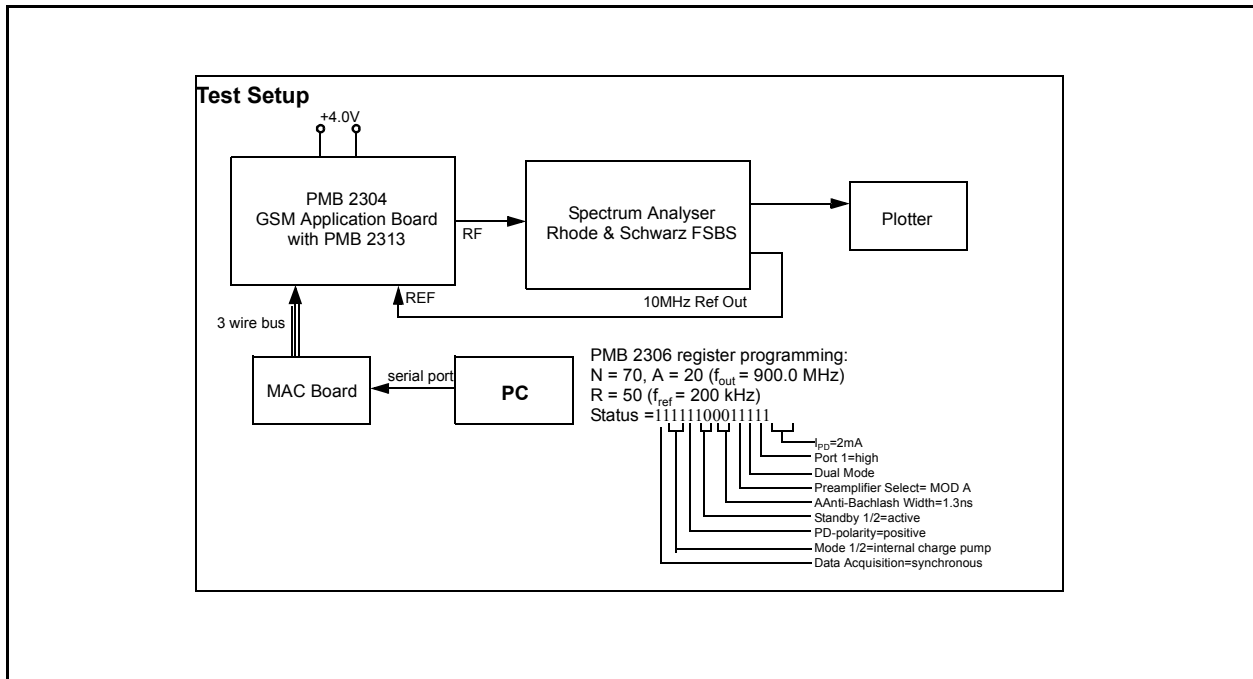 Test Setup
+4.0V
PMB 2304
GSM Application Board
with PMB 2313
RF
Spectrum Analyser
Rhode & Schwarz FSBS
Plotter
REF
10MHz Ref Out
3 wire bus
MAC Board
serial port
PC
PMB 2306 register programming:
N = 70, A = 20 (fout = 900.0 MHz)
R = 50 (fref = 200 kHz)
Status =1111110001111
IPD=2mA
Port 1=high
Dual Mode
Preamplifier Select= MOD A
AAnti-Bachlash Width=1.3ns
Standby 1/2=active
PD-polarity=positive
Mode 1/2=internal charge pump
Data Acquisition=synchronous